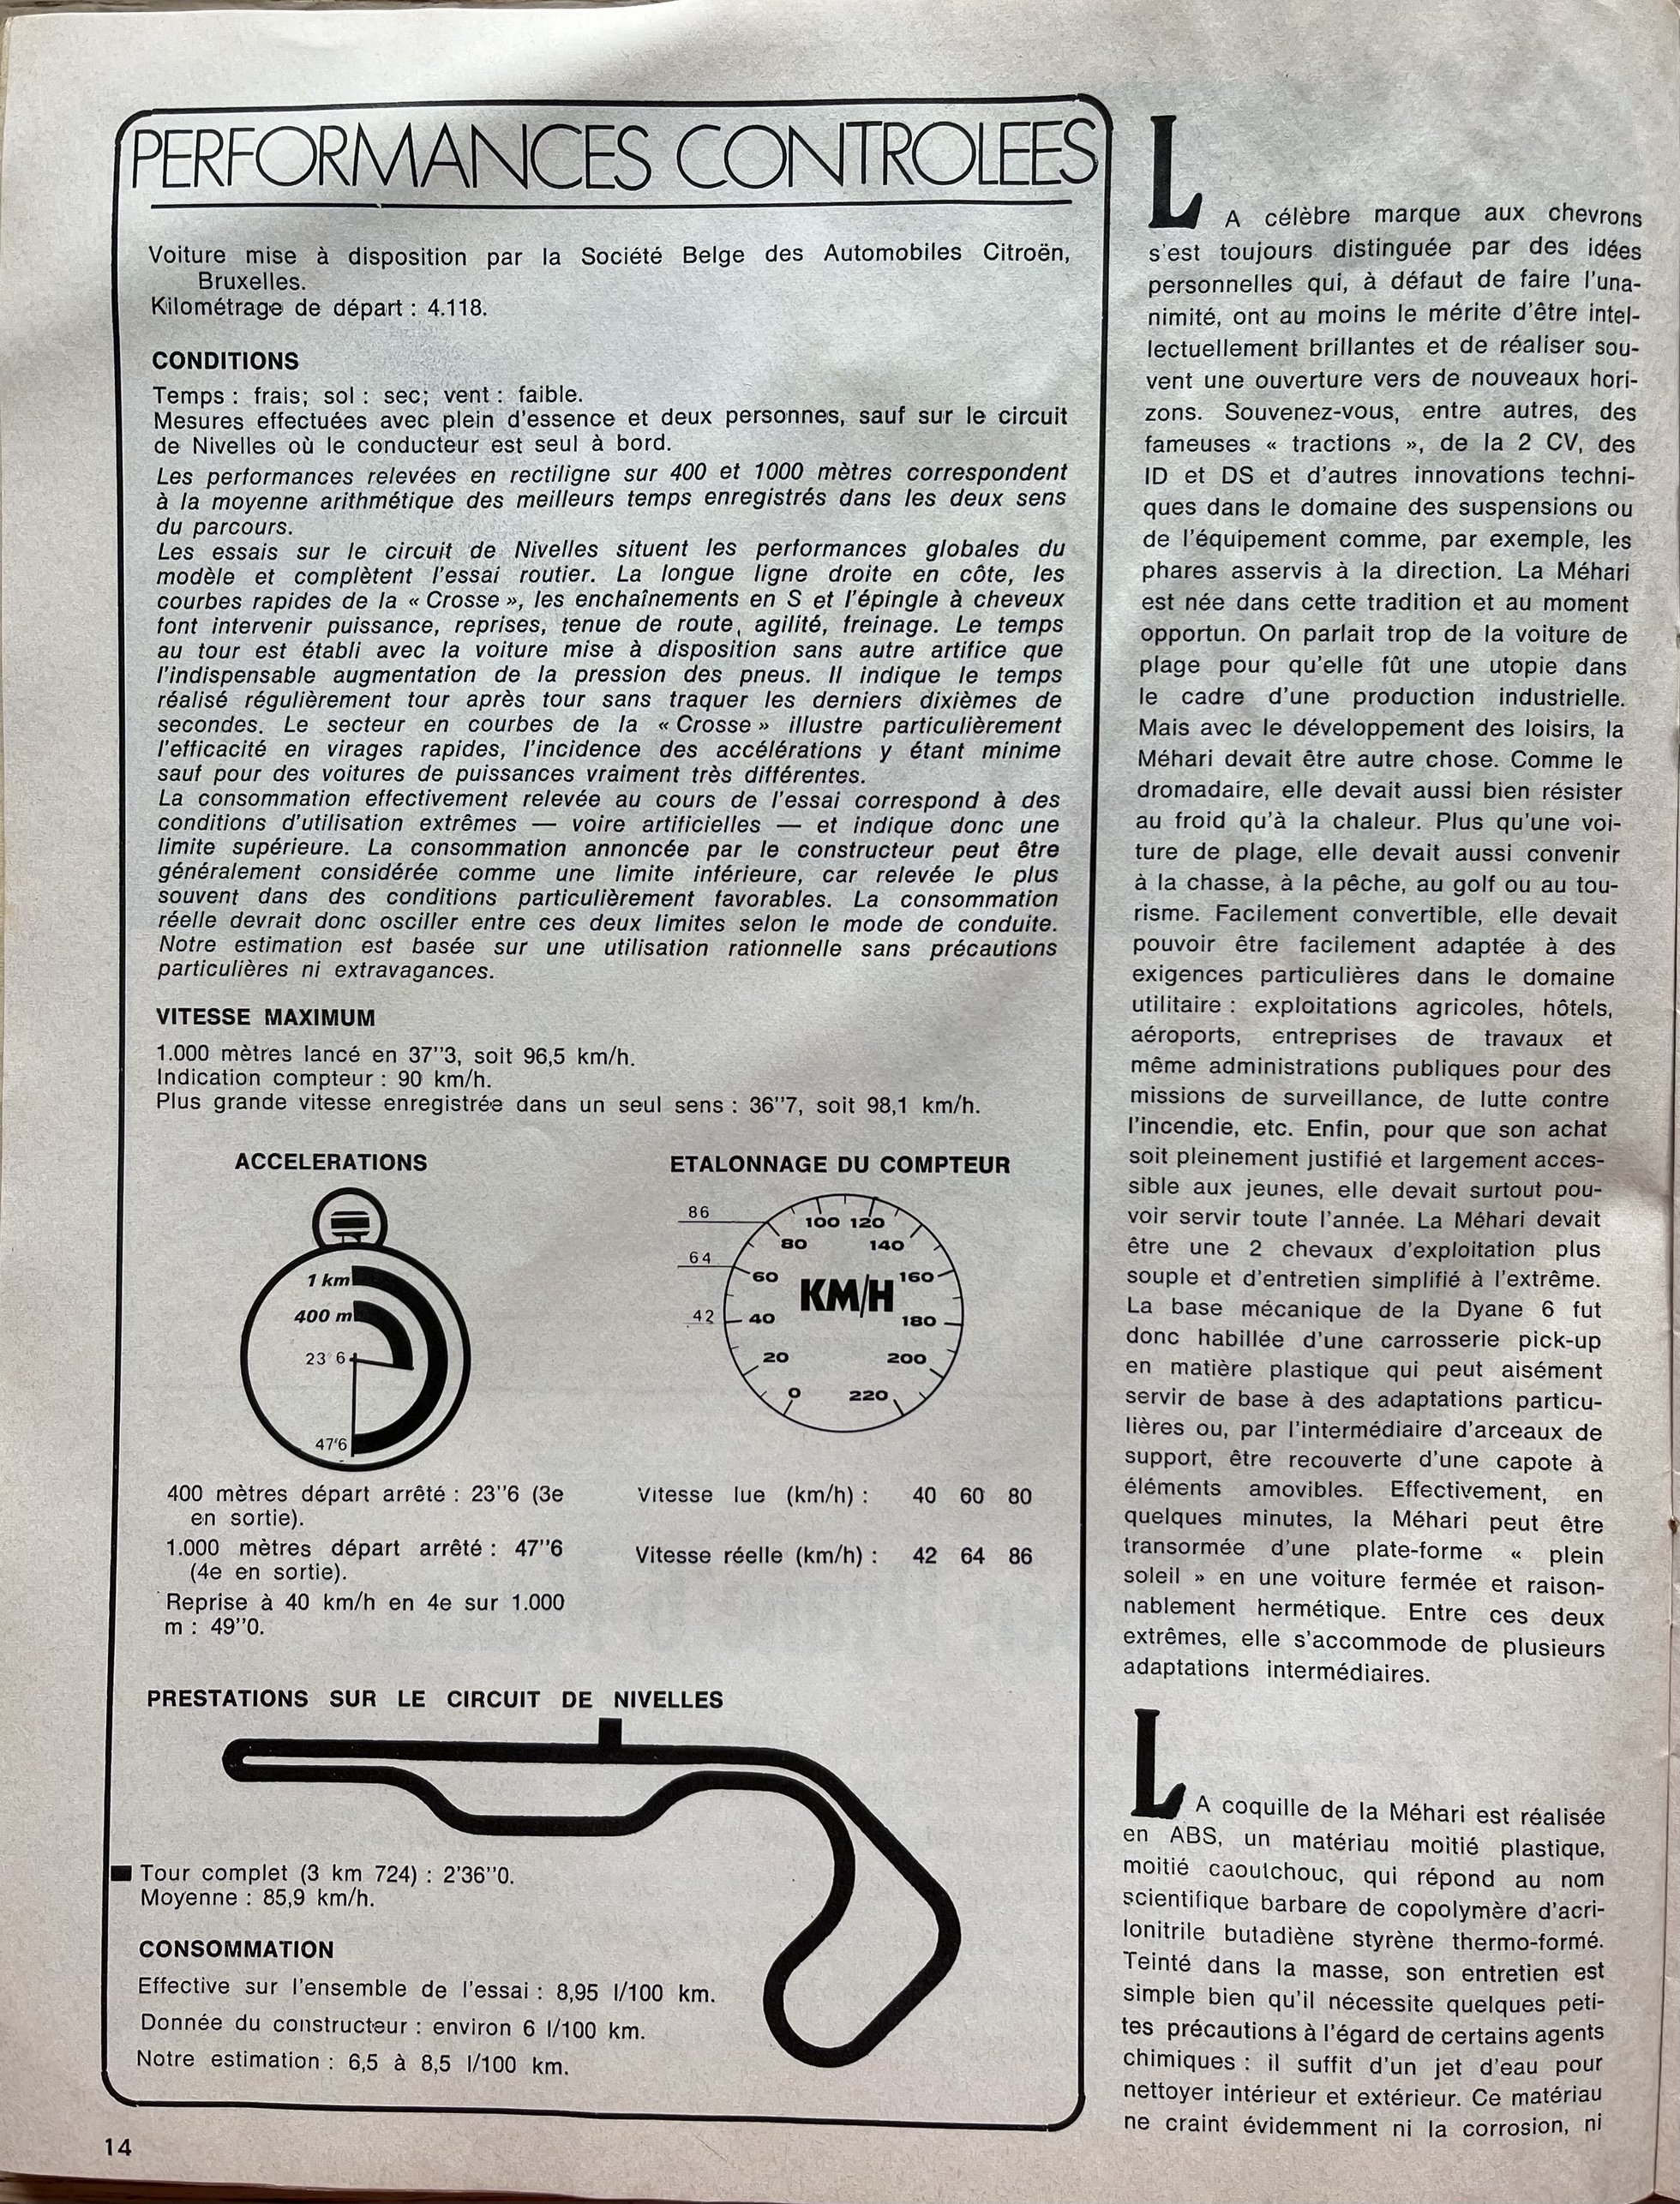 PERFORMANCES CONTROLEES
Voiture mise à disposition par la Société Belge des Automobiles Citroën,
Bruxelles.
Kilométrage de départ : 4.118.
CONDITIONS
Temps : frais; sol : sec; vent : faible.
Mesures effectuées avec plein d'essence et deux personnes, sauf sur le circuit
de Nivelles où le conducteur est seul à bord.
Les performances relevées en rectiligne sur 400 et 1000 mètres correspondent
à la moyenne arithmétique des meilleurs temps enregistrés dans les deux sens
du parcours.
Les essais sur le circuit de Nivelles situent les performances globales du
modèle et complètent l'essai routier. La longue ligne droite en côte, les
courbes rapides de la « Crosse », les enchaînements en S et l'épingle à cheveux
font intervenir puissance, reprises, tenue de route, agilité, freinage. Le temps
au tour est établi avec la voiture mise à disposition sans autre artifice que
l'indispensable augmentation de la pression des pneus. Il indique le temps
réalisé régulièrement tour après tour sans traquer les derniers dixièmes de
secondes. Le secteur en courbes de la « Crosse » illustre particulièrement
l'efficacité en virages rapides, l'incidence des accélérations y étant minime
sauf pour des voitures de puissances vraiment très différentes.
La consommation effectivement relevée au cours de l'essai correspond à des
conditions d'utilisation extrêmes — voire artificielles — et indique donc une
limite supérieure. La consommation annoncée par le constructeur peut être
généralement considérée comme une limite inférieure, car relevée le plus
souvent dans des conditions particulièrement favorables. La consommation
réelle devrait donc osciller entre ces deux limites selon le mode de conduite.
Notre estimation est basée sur une utilisation rationnelle sans précautions
particulières ni extravagances.
VITESSE MAXIMUM
1.000 mètres lancé en 37''3, soit 96,5 km/h.
Indication compteur : 90 km/h.
Plus grande vitesse enregistrée dans un seul sens : 36''7, soit 98,1 km/h.
ACCELERATIONS
1 km
400 m
23 6
47'6
400 mètres départ arrêté : 23''6 (3e
en sortie).
1.000 mètres départ arrêté : 47''6
(4e en sortie).
Reprise à 40 km/h en 4e sur 1.000
m : 49''0.
ETALONNAGE DU COMPTEUR
86
64
42
0
20
40
60
80
100
120
140
160
180
200
220
KM/H
Vitesse lue (km/h) : 40 60 80
Vitesse réelle (km/h) : 42 64 86
PRESTATIONS SUR LE CIRCUIT DE NIVELLES
Tour complet (3 km 724) : 2'36''0.
Moyenne : 85,9 km/h.
CONSOMMATION
Effective sur l'ensemble de l'essai : 8,95 l/100 km.
Donnée du constructeur : environ 6 l/100 km.
Notre estimation : 6,5 à 8,5 l/100 km.
14
LA célèbre marque aux chevrons
s'est toujours distinguée par des idées
personnelles qui, à défaut de faire l'una-
nimité, ont au moins le mérite d'être intel-
lectuellement brillantes et de réaliser sou-
vent une ouverture vers de nouveaux hori-
zons. Souvenez-vous, entre autres, des
fameuses « tractions », de la 2 CV, des
ID et DS et d'autres innovations techni-
ques dans le domaine des suspensions ou
de l'équipement comme, par exemple, les
phares asservis à la direction. La Méhari
est née dans cette tradition et au moment
opportun. On parlait trop de la voiture de
plage pour qu'elle fût une utopie dans
le cadre d'une production industrielle.
Mais avec le développement des loisirs, la
Méhari devait être autre chose. Comme le
dromadaire, elle devait aussi bien résister
au froid qu'à la chaleur. Plus qu'une voi-
ture de plage, elle devait aussi convenir
à la chasse, à la pêche, au golf ou au tou-
risme. Facilement convertible, elle devait
pouvoir être facilement adaptée à des
exigences particulières dans le domaine
utilitaire : exploitations agricoles, hôtels,
aéroports, entreprises de travaux et
même administrations publiques pour des
missions de surveillance, de lutte contre
l'incendie, etc. Enfin, pour que son achat
soit pleinement justifié et largement acces-
sible aux jeunes, elle devait surtout pou-
voir servir toute l'année. La Méhari devait
être une 2 chevaux d'exploitation plus
souple et d'entretien simplifié à l'extrême.
La base mécanique de la Dyane 6 fut
donc habillée d'une carrosserie pick-up
en matière plastique qui peut aisément
servir de base à des adaptations particu-
lières ou, par l'intermédiaire d'arceaux de
support, être recouverte d'une capote à
éléments amovibles. Effectivement, en
quelques minutes, la Méhari peut être
transormée d'une plate-forme « plein
soleil » en une voiture fermée et raison-
nablement hermétique. Entre ces deux
extrêmes, elle s'accommode de plusieurs
adaptations intermédiaires.
LA coquille de la Méhari est réalisée
en ABS, un matériau moitié plastique,
moitié caoutchouc, qui répond au nom
scientifique barbare de copolymère d'acri-
lonitrile butadiène styrène thermo-formé.
Teinté dans la masse, son entretien est
simple bien qu'il nécessite quelques peti-
tes précautions à l'égard de certains agents
chimiques : il suffit d'un jet d'eau pour
nettoyer intérieur et extérieur. Ce matériau
ne craint évidemment ni la corrosion, ni